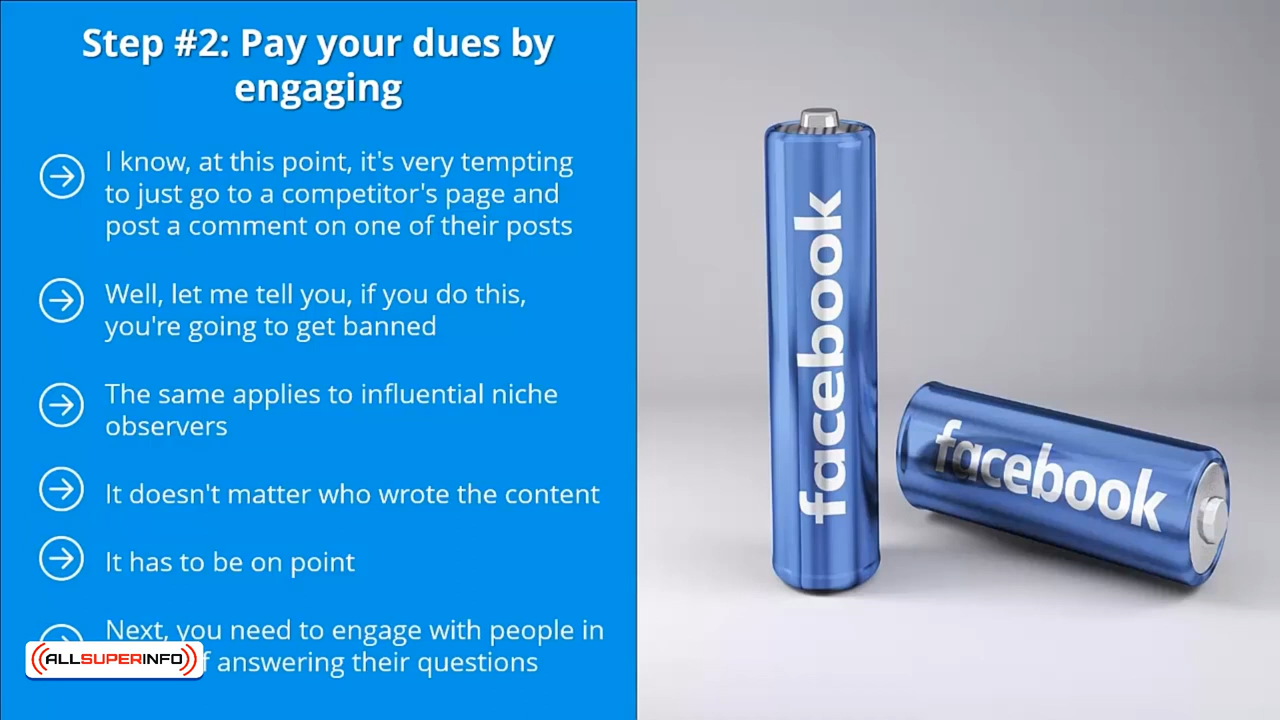 Step #2: Pay your dues by
engaging
I know, at this point, it's very tempting
to just go to a competitor's page and
post a comment on one of their posts
Well, let me tell you, if you do this,
you're going to get banned
The same applies to influential niche
observers
It doesn't matter who wrote the content
It has to be on point
Next, you need to engage with people in
answering their questions
ALLSUPERINFO
facebook
facebook